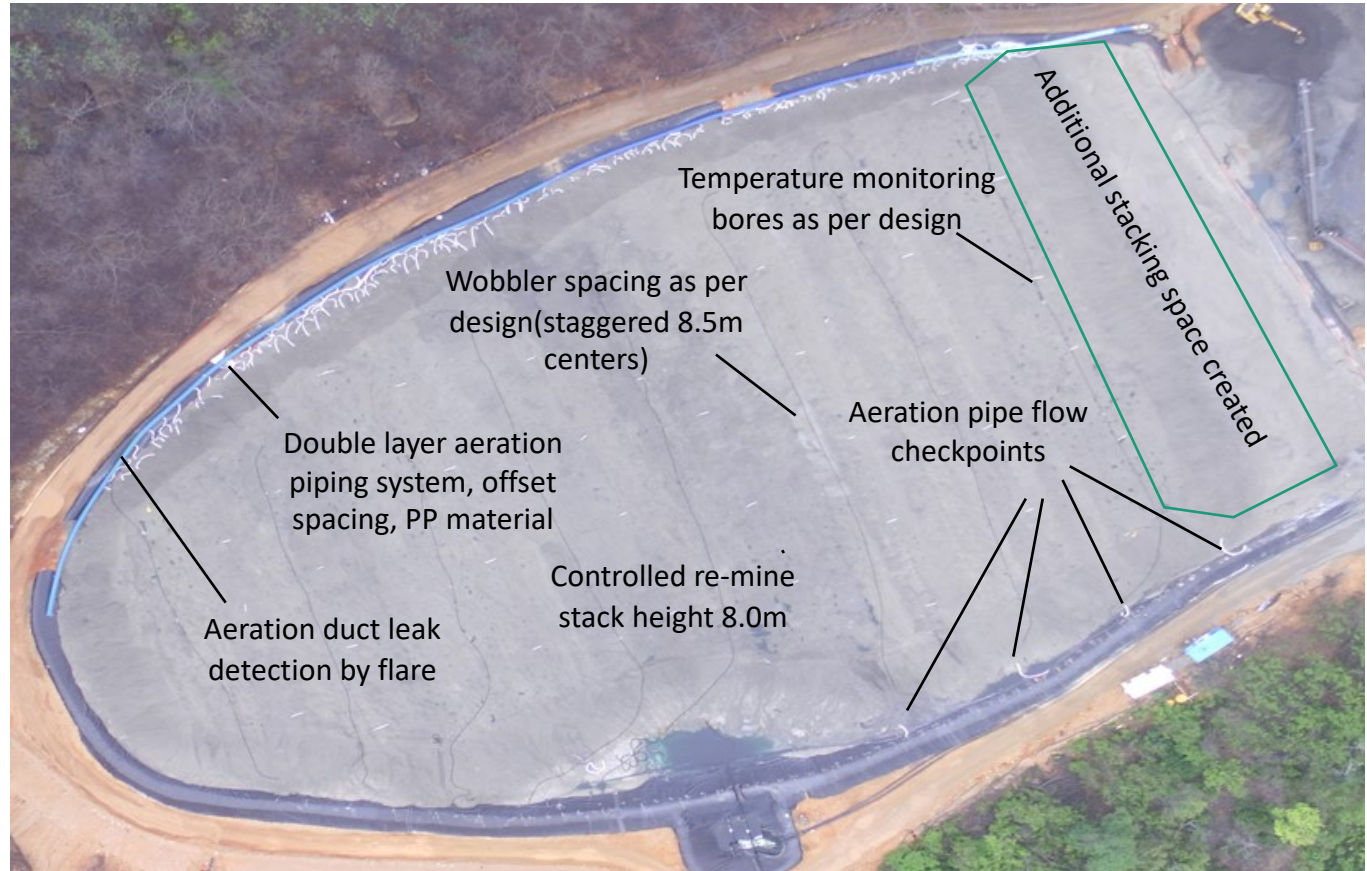 Additional stacking space created
Temperature monitoring
bores as per design
Wobbler spacing as per
design(staggered 8.5m
centers)
Aeration pipe flow
checkpoints
Double layer aeration
piping system, offset
spacing, PP material
Controlled re-mine
stack height 8.0m
Aeration duct leak
detection by flare